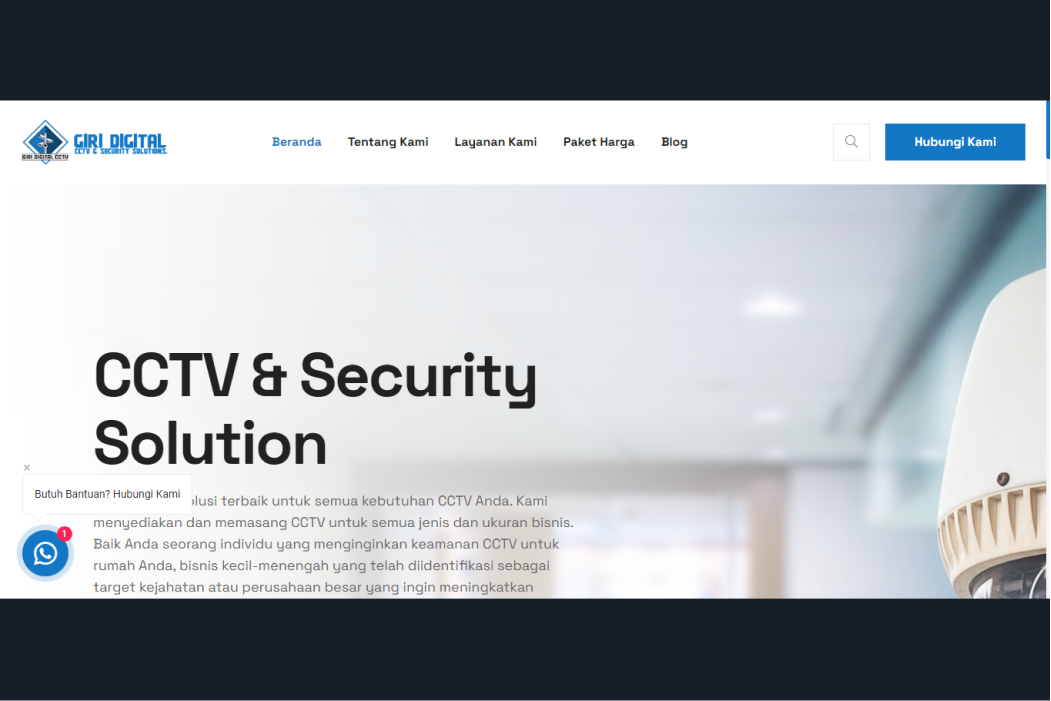 GIRI DIGITAL
CCTV & SECURITY SOLUTIONS.
GIRI DIGITAL CCTV
Beranda
Tentang Kami
Layanan Kami
Paket Harga
Blog
Hubungi Kami
CCTV & Security
Solution
Butuh Bantuan? Hubungi Kami
terbaik untuk semua kebutuhan CCTV Anda. Kami
menyediakan dan memasang CCTV untuk semua jenis dan ukuran bisnis.
Baik Anda seorang individu yang menginginkan keamanan CCTV untuk
rumah Anda, bisnis kecil-menengah yang telah diidentifikasi sebagai
target kejahatan atau perusahaan besar yang ingin meningkatkan
1